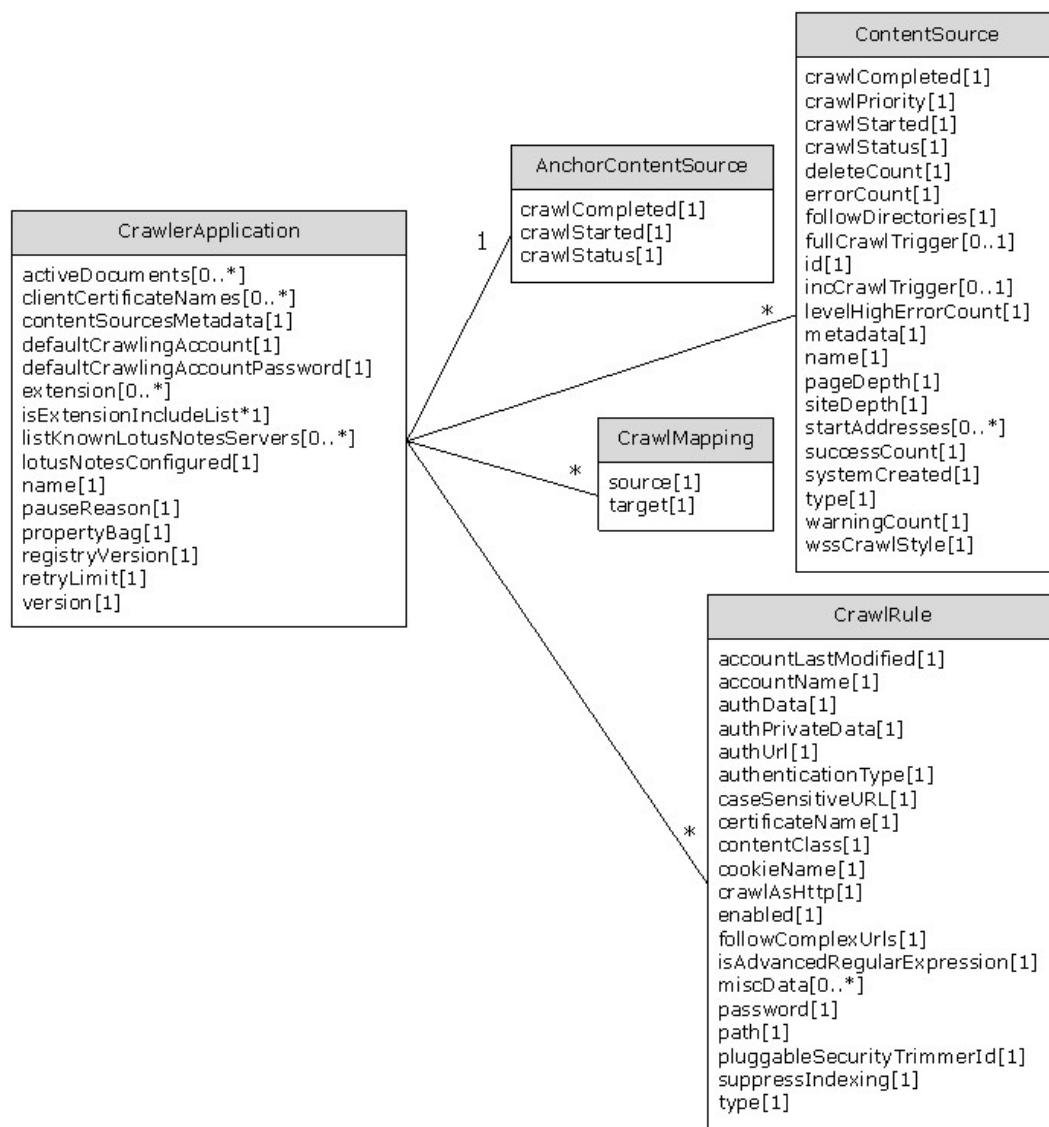 CrawlerApplication
activeDocuments[0..*]
clientCertificateNames[0..*]
contentSourcesMetadata[1]
defaultCrawlingAccount[1]
defaultCrawlingAccountPassword[1]
extension[0..*]
isExtensionIncludeList*1]
listKnownLotusNotesServers[0..*]
lotusNotesConfigured[1]
name[1]
pauseReason[1]
propertyBag[1]
registryVersion[1]
retryLimit[1]
version[1]
1
AnchorContentSource
crawlCompleted[1]
crawlStarted[1]
crawlStatus[1]
*
ContentSource
crawlCompleted[1]
crawlPriority[1]
crawlStarted[1]
crawlStatus[1]
deleteCount[1]
errorCount[1]
followDirectories[1]
fullCrawlTrigger[0..1]
id[1]
incCrawlTrigger[0..1]
levelHighErrorCount[1]
metadata[1]
name[1]
pageDepth[1]
siteDepth[1]
startAddresses[0..*]
successCount[1]
systemCreated[1]
type[1]
warningCount[1]
wssCrawlStyle[1]
*
CrawlMapping
source[1]
target[1]
*
CrawlRule
accountLastModified[1]
accountName[1]
authData[1]
authPrivateData[1]
authUrl[1]
authenticationType[1]
caseSensitiveURL[1]
certificateName[1]
contentClass[1]
cookieName[1]
crawlAsHttp[1]
enabled[1]
followComplexUrls[1]
isAdvancedRegularExpression[1]
miscData[0..*]
password[1]
path[1]
pluggableSecurityTrimmerId[1]
suppressIndexing[1]
type[1]